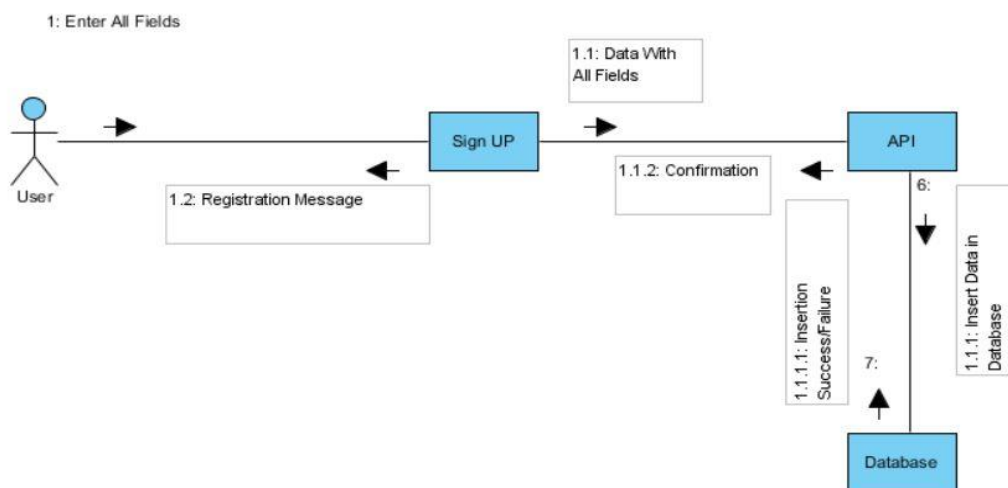 1: Enter All Fields
1.1: Data With
All Fields
Sign UP
API
1.1.2: Confirmation
User
1.2: Registration Message
6:
1.1.1.1: Insertion
Success/Failure
1.1.1: Insert Data in
Database
7:
Database